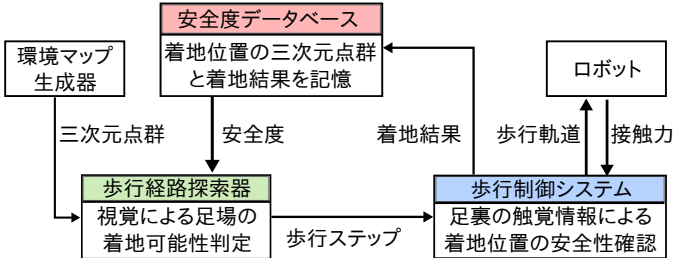 安全度データベース
着地位置の三次元点群
と着地結果を記憶
環境マップ
生成器
ロボット
三次元点群
安全度
着地結果
歩行軌道
接触力
歩行経路探索器
視覚による足場の
着地可能性判定
歩行ステップ
歩行制御システム
足裏の触覚情報による
着地位置の安全性確認